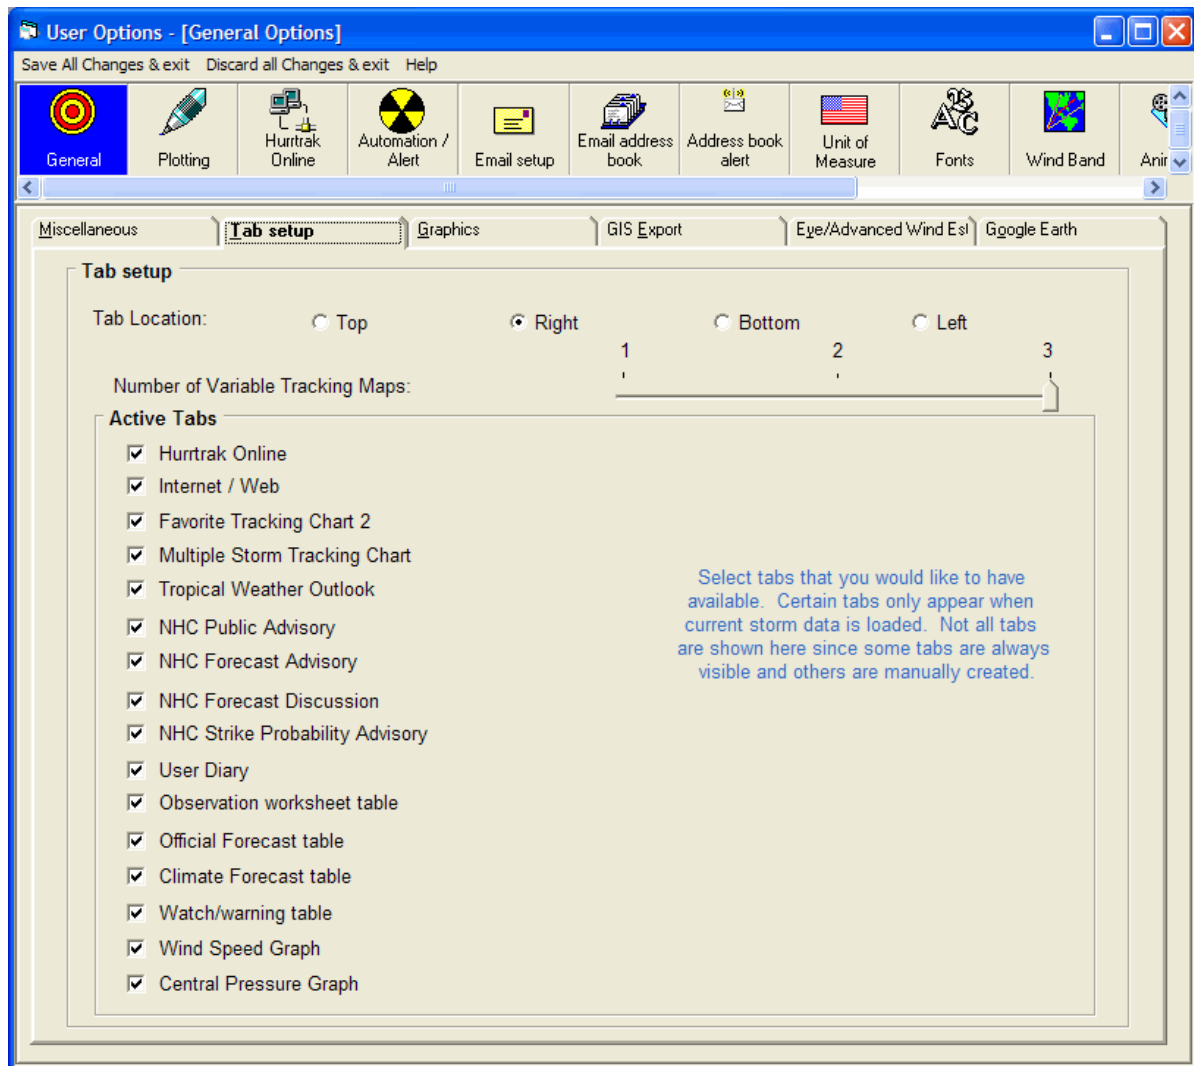 User Options - [General Options]
Save All Changes & exit Discard all Changes & exit Help
General
Plotting
Hurrtrak
Online
Automation /
Alert
Email setup
Email address
book
Address book
alert
Unit of
Measure
Fonts
Wind Band
Anim
Miscellaneous
Tab setup
Graphics
GIS Export
Eye/Advanced Wind Est
Google Earth
Tab setup
Tab Location:
Top
Right
Bottom
Left
1 2 3
Number of Variable Tracking Maps:
Active Tabs
Hurrtrak Online
Internet / Web
Favorite Tracking Chart 2
Multiple Storm Tracking Chart
Tropical Weather Outlook
NHC Public Advisory
NHC Forecast Advisory
NHC Forecast Discussion
NHC Strike Probability Advisory
User Diary
Observation worksheet table
Official Forecast table
Climate Forecast table
Watch/warning table
Wind Speed Graph
Central Pressure Graph
Select tabs that you would like to have
available. Certain tabs only appear when
current storm data is loaded. Not all tabs
are shown here since some tabs are always
visible and others are manually created.